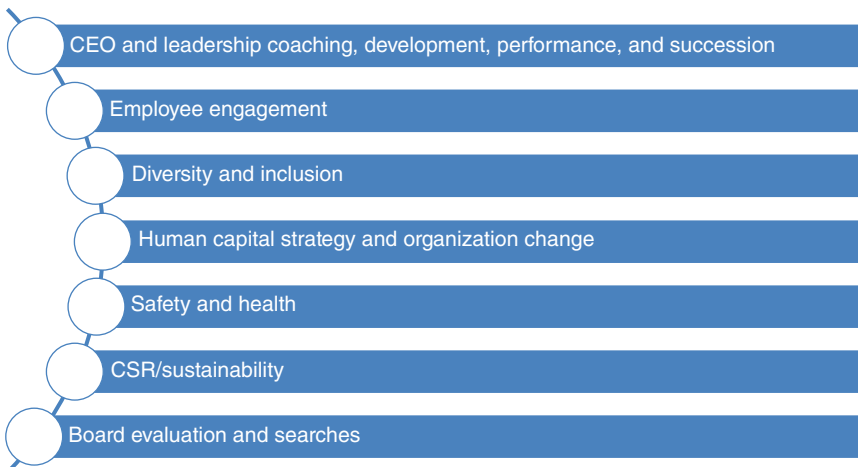 CEO and leadership coaching, development, performance, and succession
Employee engagement
Diversity and inclusion
Human capital strategy and organization change
Safety and health
CSR/sustainability
Board evaluation and searches